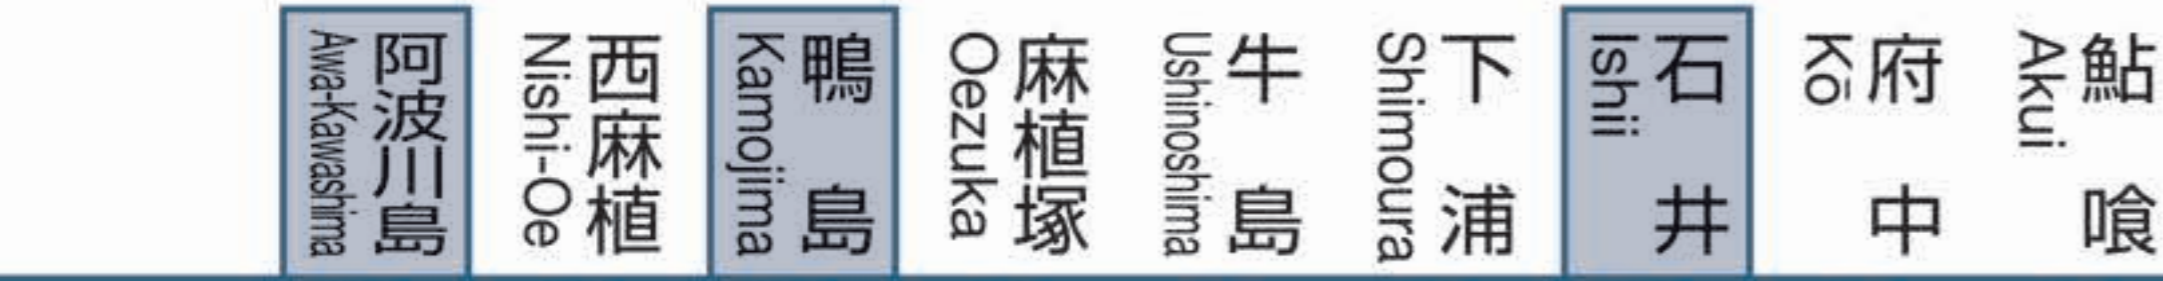 阿波川島
Awa-Kawashima
西麻植
Nishi-Oe
鴨島
Kamojima
麻植塚
Oezuka
牛島
Ushinoshima
下浦
Shimoura
石井
Ishii
府中
Kō
鮎喰
Akui